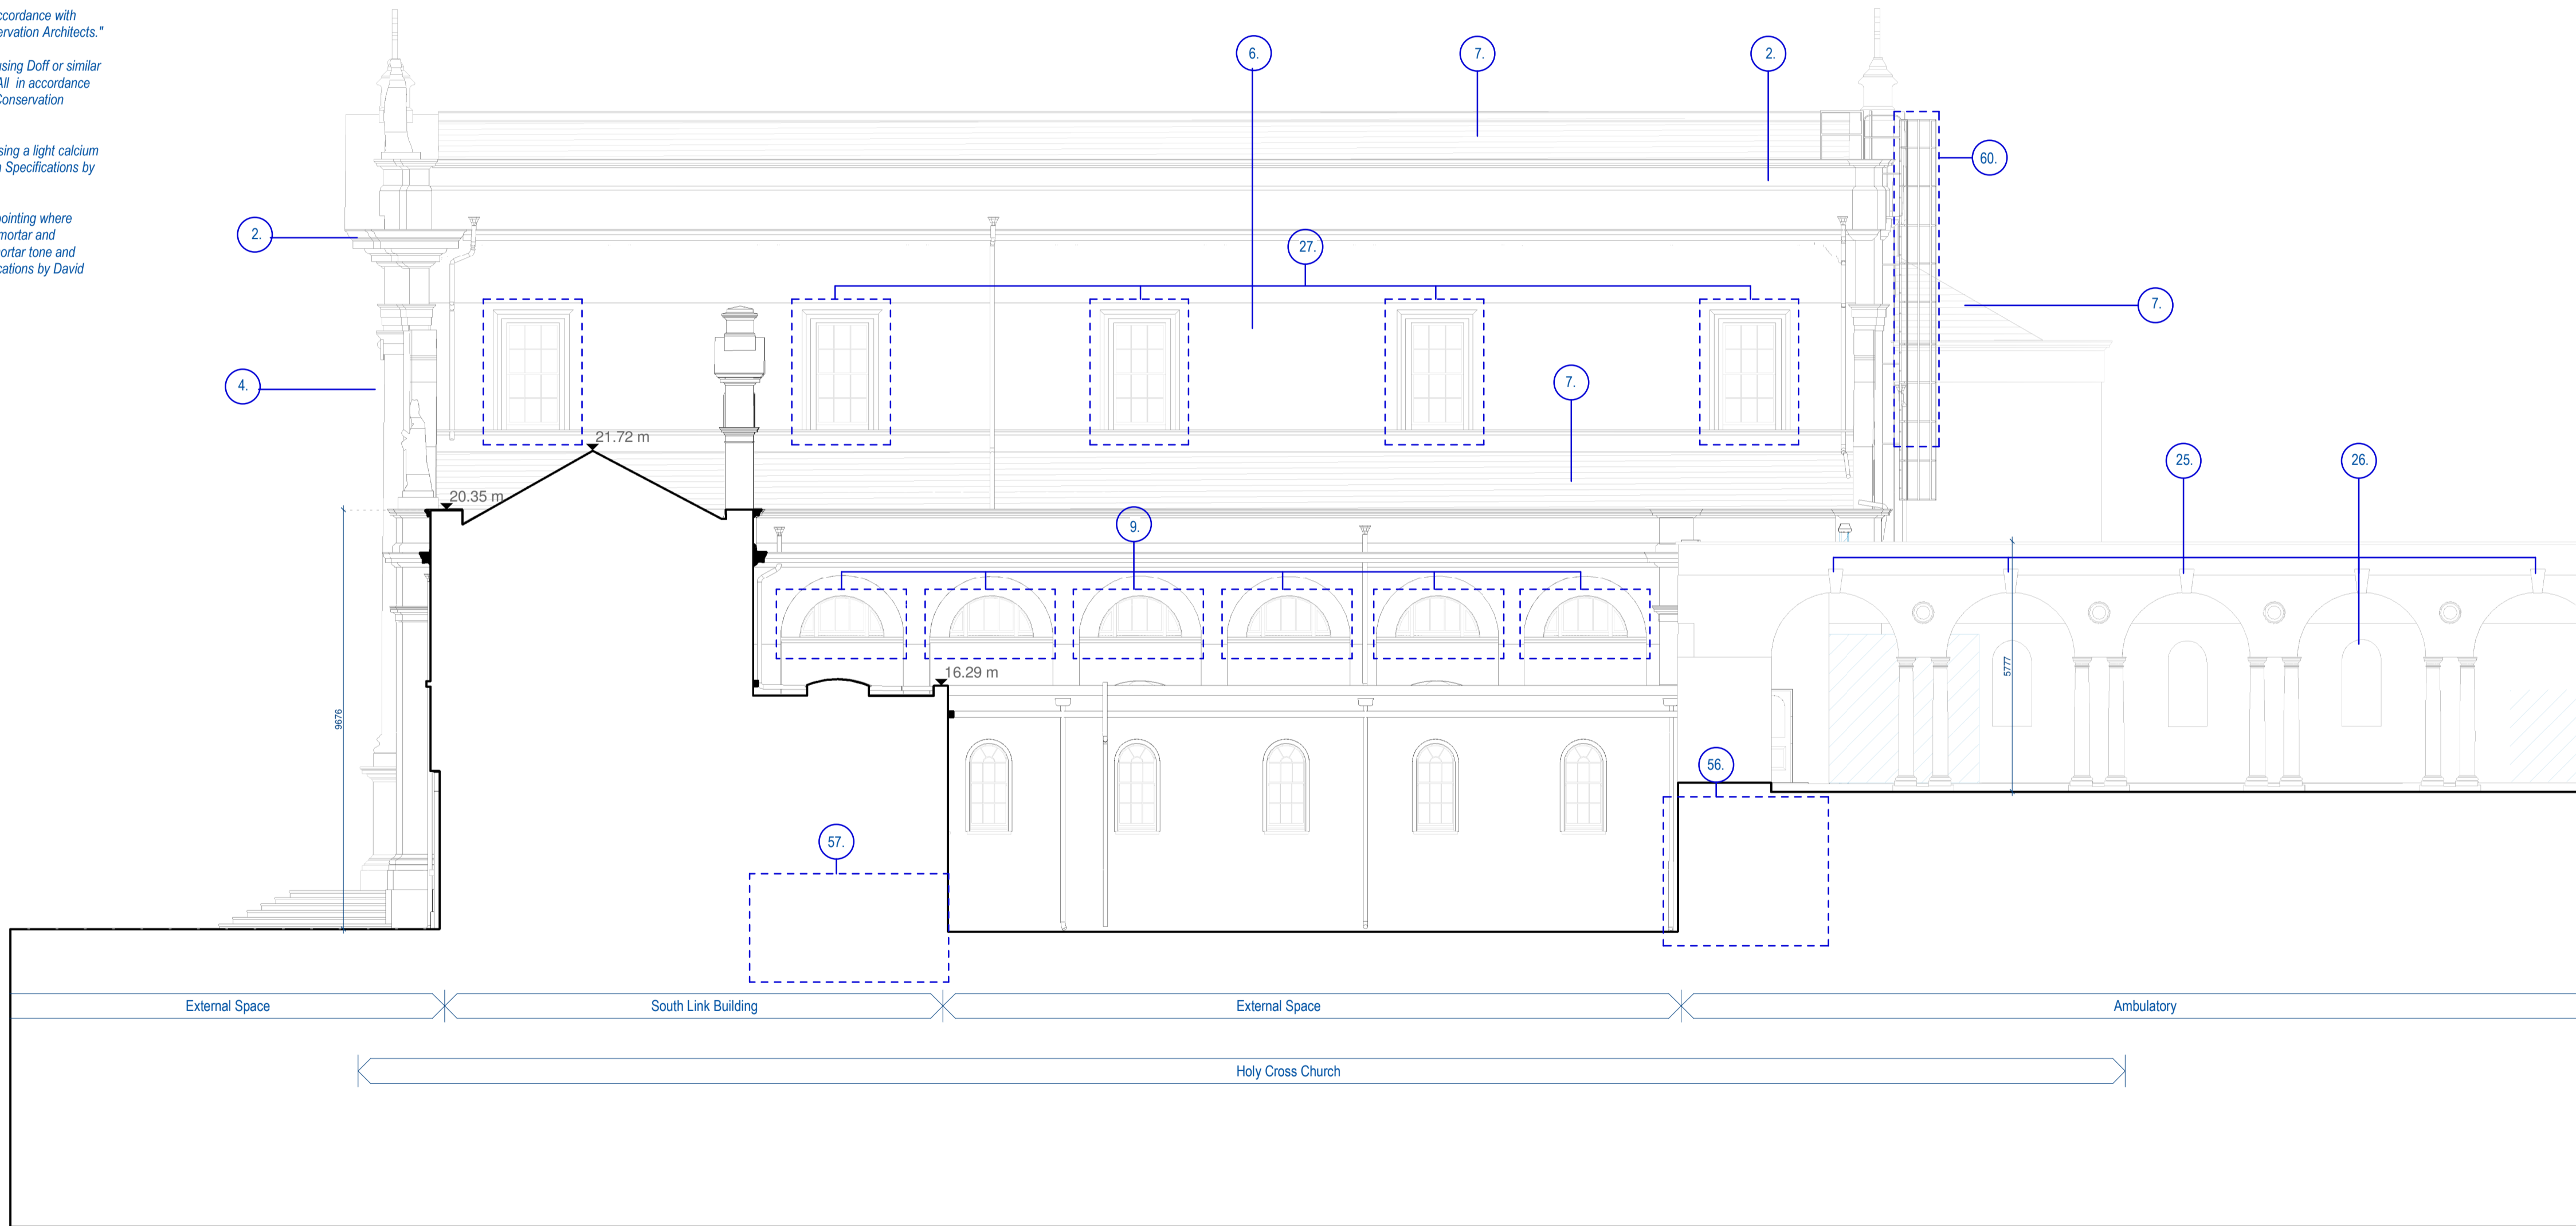 ccordance with
ervation Architects."
using Doff or similar
All in accordance
Conservation
sing a light calcium
n Specifications by
pointing where
mortar and
ortar tone and
cations by David
6.
7.
2.
60.
2.
27.
7.
4.
7.
21.72 m
25.
26.
20.35 m
9.
16.29 m
5777
9676
56.
57.
External Space
South Link Building
External Space
Ambulatory
Holy Cross Church